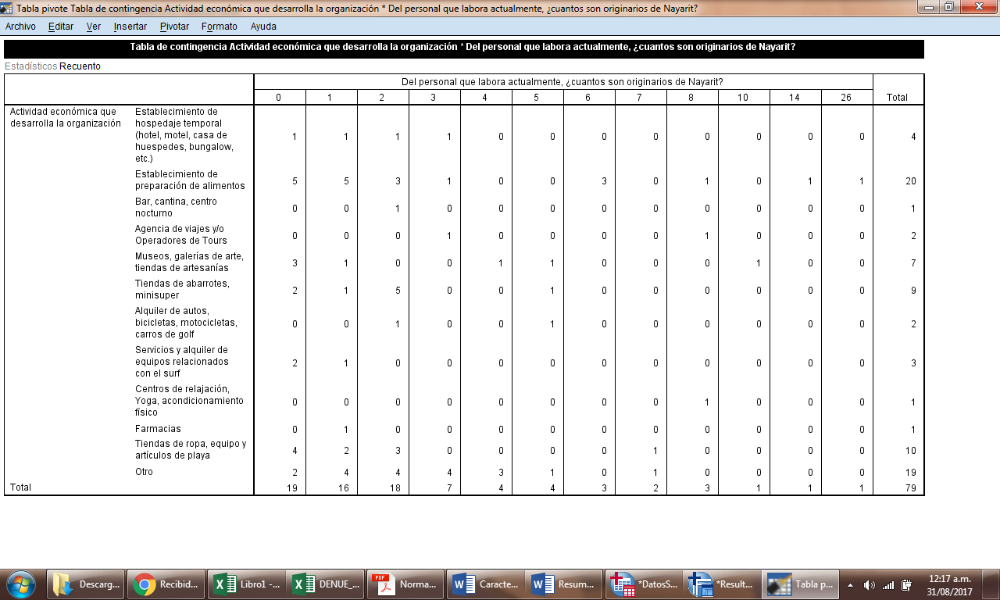 Tabla pivote Tabla de contingencia Actividad económica que desarrolla la organización * Del personal que labora actualmente, ¿cuantos son originarios de Nayarit?
Archivo Editar Ver Insertar Pivotar Formato Ayuda
Tabla de contingencia Actividad económica que desarrolla la organización * Del personal que labora actualmente, ¿cuantos son originarios de Nayarit?
Estadísticos Recuento
Del personal que labora actualmente, ¿cuantos son originarios de Nayarit?
0 1 2 3 4 5 6 7 8 10 14 26 Total
Actividad económica que
desarrolla la organización
Establecimiento de
hospedaje temporal
(hotel, motel, casa de
huespedes, bungalow,
etc.)
1 1 1 1 0 0 0 0 0 0 0 0 4
Establecimiento de
preparación de alimentos
5 5 3 1 0 0 3 0 1 0 1 1 20
Bar, cantina, centro
nocturno
0 0 1 0 0 0 0 0 0 0 0 0 1
Agencia de viajes y/o
Operadores de Tours
0 0 0 1 0 0 0 0 1 0 0 0 2
Museos, galerías de arte,
tiendas de artesanías
3 1 0 0 1 1 0 0 0 1 0 0 7
Tiendas de abarrotes,
minisuper
2 1 5 0 0 1 0 0 0 0 0 0 9
Alquiler de autos,
bicicletas, motocicletas,
carros de golf
0 0 1 0 0 1 0 0 0 0 0 0 2
Servicios y alquiler de
equipos relacionados
con el surf
2 1 0 0 0 0 0 0 0 0 0 0 3
Centros de relajación,
Yoga, acondicionamiento
físico
0 0 0 0 0 0 0 0 1 0 0 0 1
Farmacias
0 1 0 0 0 0 0 0 0 0 0 0 1
Tiendas de ropa, equipo y
artículos de playa
4 2 3 0 0 0 0 1 0 0 0 0 10
Otro
2 4 4 4 3 1 0 1 0 0 0 0 19
Total 19 16 18 7 4 4 3 2 3 1 1 1 79
Descarg... Recibid... Libro1 -... DENUE_... PDF Norma... Caracte... Resum... *DatosS... *Result... Tabla p...
12:17 a.m.
31/08/2017